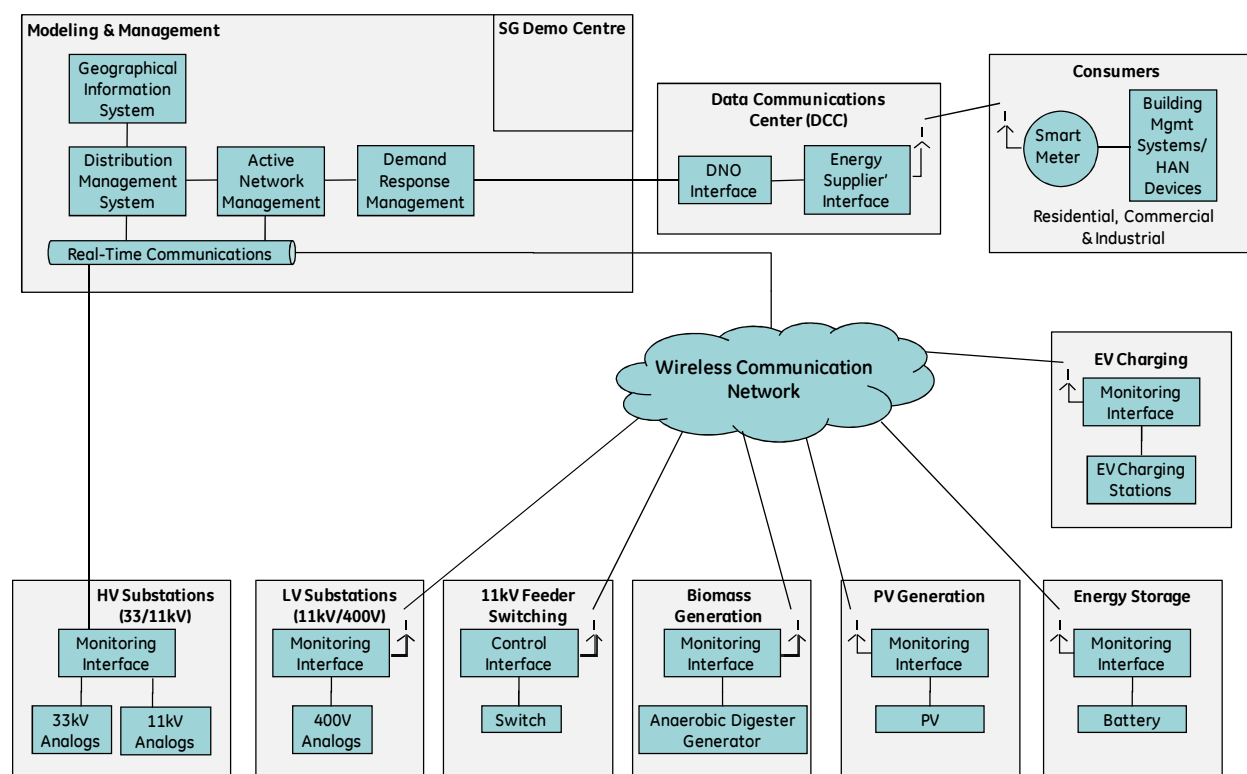 Modeling & Management
SG Demo Centre
Geographical
Information
System
Distribution
Management
System
Active
Network
Management
Demand
Response
Management
Real-Time Communications
Data Communications
Center (DCC)
DNO
Interface
Energy
Supplier'
Interface
Consumers
Smart
Meter
Building
Mgmt
Systems/
HAN
Devices
Residential, Commercial
& Industrial
Wireless Communication
Network
EV Charging
Monitoring
Interface
EV Charging
Stations
HV Substations
(33/11kV)
Monitoring
Interface
33kV
Analogs
11kV
Analogs
LV Substations
(11kV/400V)
Monitoring
Interface
400V
Analogs
11kV Feeder
Switching
Control
Interface
Switch
Biomass
Generation
Monitoring
Interface
Anaerobic Digester
Generator
PV Generation
Monitoring
Interface
PV
Energy Storage
Monitoring
Interface
Battery